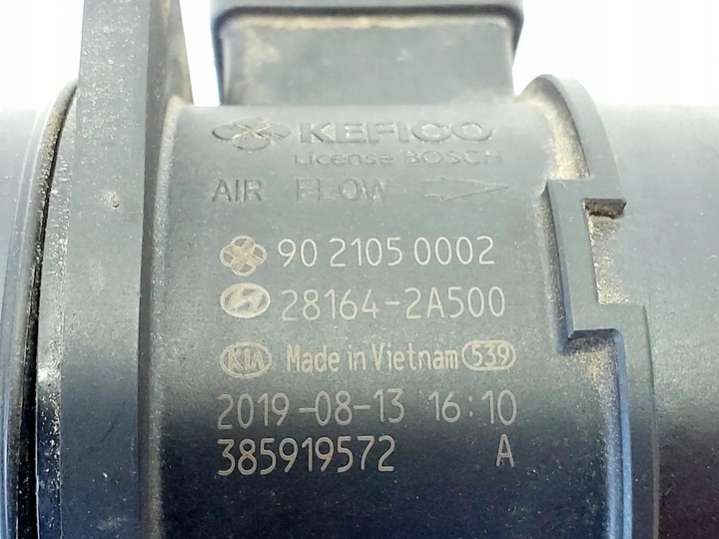 KEFICO
License BOSCH
AIR FLOW
90 2105 0002
28164-2A500
KIA Made in Vietnam 539
2019-08-13 16:10
385919572 A